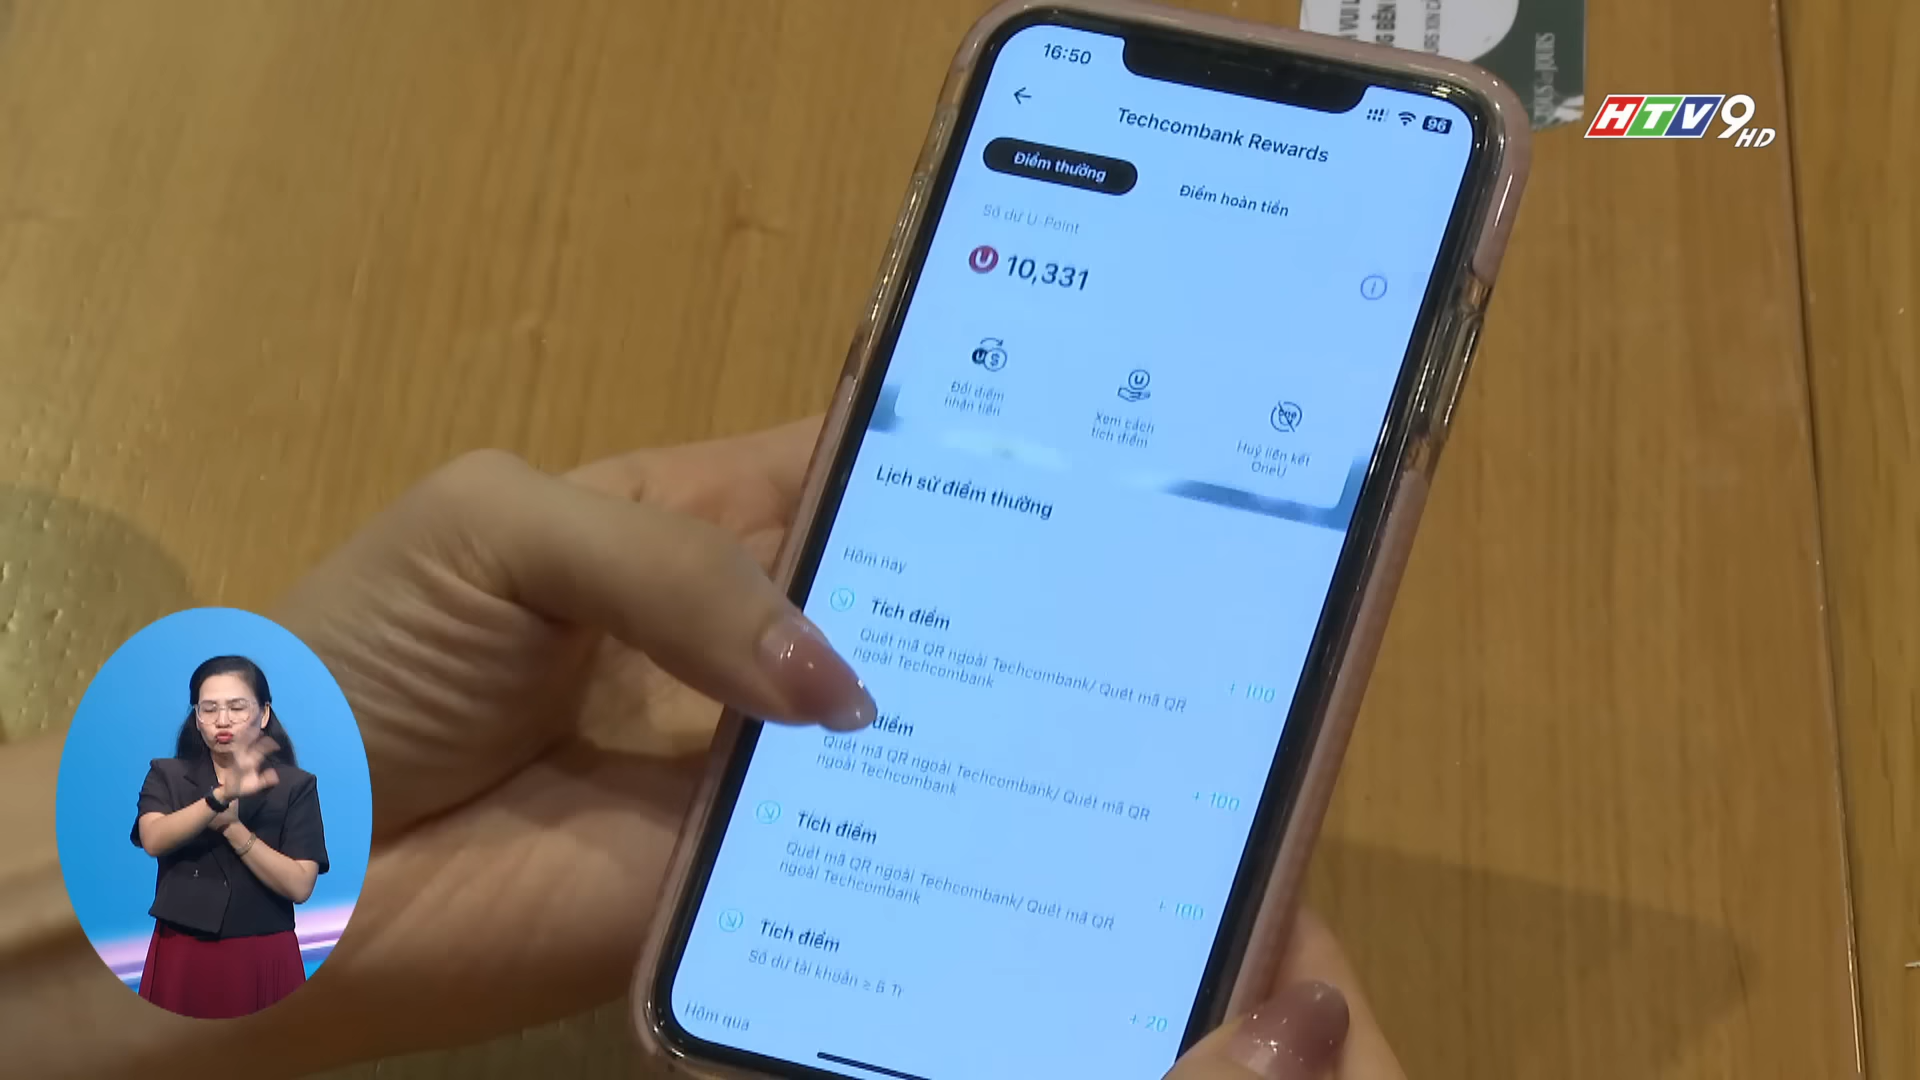 16:50
96
Techcombank Rewards
Điểm thưởng
Điểm hoàn tiền
Số dư U-Point
10,331
Đổi điểm
nhận tiền
Xem cách
tích điểm
Huỷ liên kết
OneU
Lịch sử điểm thưởng
Hôm nay
Tích điểm
Quét mã QR ngoài Techcombank/ Quét mã QR
ngoài Techcombank
+ 100
điểm
Quét mã QR ngoài Techcombank/ Quét mã QR
ngoài Techcombank
+ 100
Tích điểm
Quét mã QR ngoài Techcombank/ Quét mã QR
ngoài Techcombank
+ 100
Tích điểm
Số dư tài khoản ≥ 5 Tr
+ 20
Hôm qua
HTV9
HD